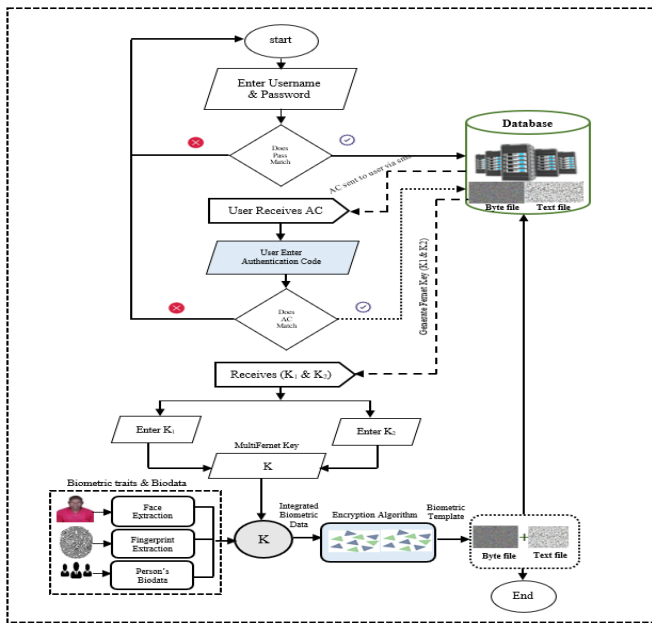 start
Enter Username
& Password
Does
Pass
Match
Database
Byte file Text file
AC sent to user via sms
User Receives AC
User Enter
Authentication Code
Does
AC
Match
Generate Fernet Key (K1 & K2)
Receives (K₁ & K₂)
Enter K₁
Enter K₂
MultiFernet Key
K
Biometric traits & Biodata
Face
Extraction
Fingerprint
Extraction
Person's
Biodata
K
Integrated
Biometric
Data
Encryption Algorithm
Biometric
Template
+
Byte file Text file
End